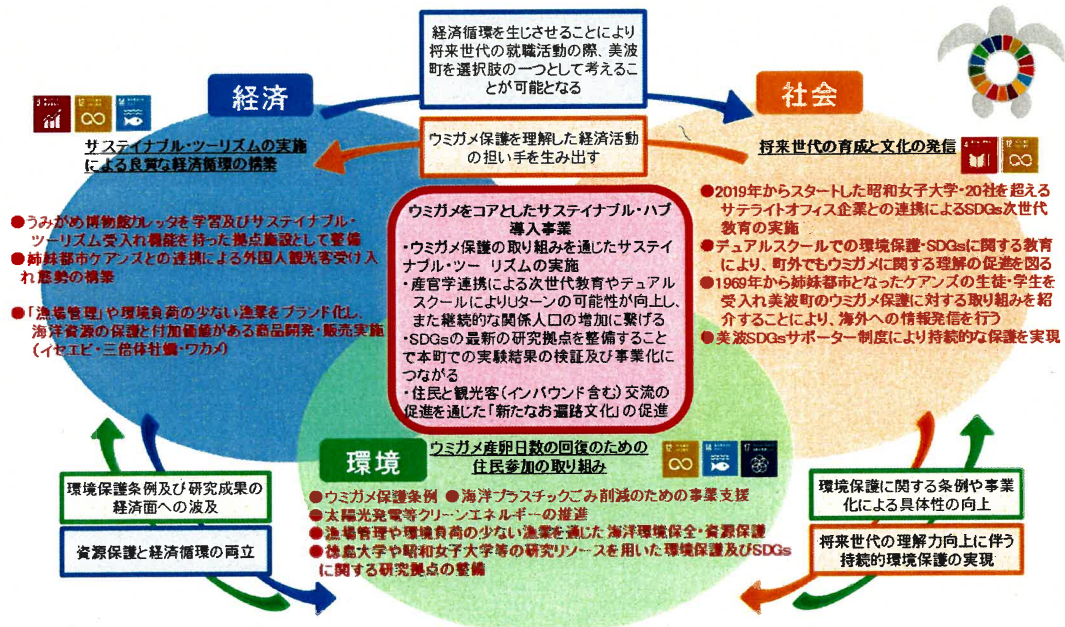 経済循環を生じさせることにより
将来世代の就職活動の際、美波
町を選択肢の一つとして考えるこ
とが可能となる
経済
社会
サステイナブル・ツーリズムの実施
による良質な経済循環の構築
ウミガメ保護を理解した経済活動
の担い手を生み出す
将来世代の育成と文化の発信
●うみがめ博物館カレッタを学習及びサステイナブル・
ツーリズム受入れ機能を持った拠点施設として整備
●姉妹都市ケアンズとの連携による外国人観光客受け入
れ態勢の構築
●「漁場管理」や環境負荷の少ない漁業をブランド化し、
海洋資源の保護と付加価値がある商品開発・販売実施
(イセエビ・三倍体牡蠣・ワカメ)
ウミガメをコアとしたサステイナブル・ハブ
導入事業
・ウミガメ保護の取り組みを通じたサステイ
ナブル・ツー リズムの実施
・産官学連携による次世代教育やデュアル
スクールによりUターンの可能性が向上し、
また継続的な関係人口の増加に繋げる
・SDGsの最新の研究拠点を整備すること
で本町での実験結果の検証及び事業化に
つながる
・住民と観光客(インバウンド含む)交流の
促進を通じた「新たなお遍路文化」の促進
●2019年からスタートした昭和女子大学・20社を超える
サテライトオフィス企業との連携によるSDGs次世代
教育の実施
●デュアルスクールでの環境保護・SDGsに関する教育
により、町外でもウミガメに関する理解の促進を図る
●1969年から姉妹都市となったケアンズの生徒・学生を
受入れ美波町のウミガメ保護に対する取り組みを紹
介することにより、海外への情報発信を行う
●美波SDGsサポーター制度により持続的な保護を実現
環境
ウミガメ産卵日数の回復のための
住民参加の取り組み
●ウミガメ保護条例 ●海洋プラスチックごみ削減のための事業支援
●太陽光発電等クリーンエネルギーの推進
●漁場管理や環境負荷の少ない漁業を通じた 海洋環境保全・資源保護
●徳島大学や昭和女子大学等の研究リソースを用いた環境保護及びSDGs
に関する研究拠点の整備
環境保護条例及び研究成果の
経済面への波及
資源保護と経済循環の両立
環境保護に関する条例や事業
化による具体性の向上
将来世代の理解力向上に伴う
持続的環境保護の実現